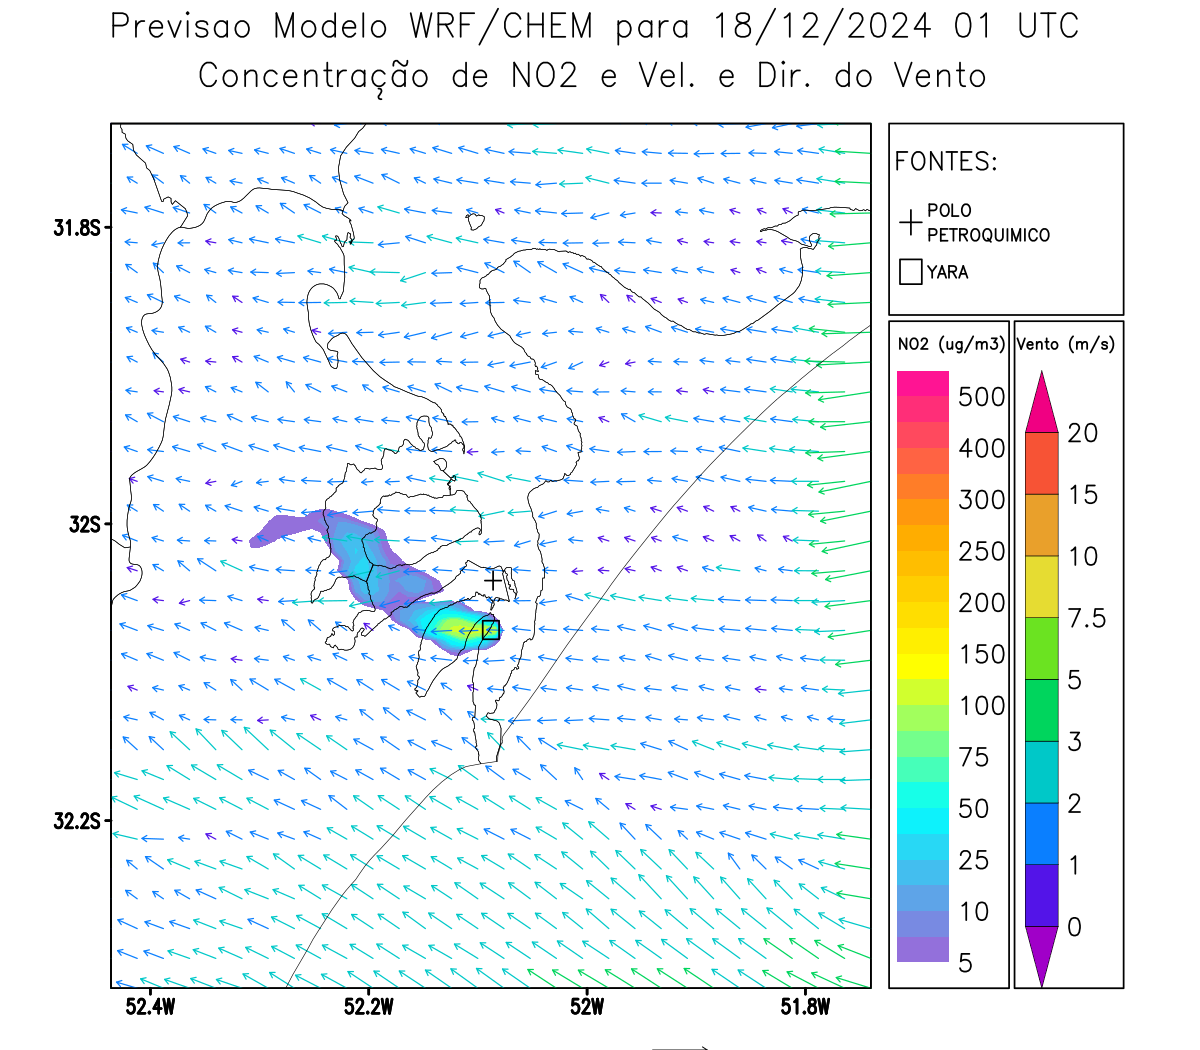 Previsao Modelo WRF/CHEM para 18/12/2024 01 UTC
Concentração de NO2 e Vel. e Dir. do Vento
FONTES:
POLO
PETROQUIMICO
YARA
NO2 (ug/m3)
500
400
300
250
200
150
100
75
50
25
10
5
Vento (m/s)
20
15
10
7.5
5
3
2
1
0
31.8S
32S
32.2S
52.4W
52.2W
52W
51.8W